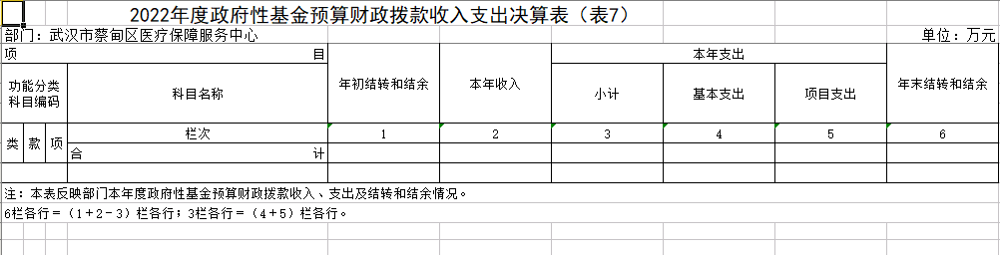 2022年度政府性基金预算财政拨款收入支出决算表（表7）
部门：武汉市蔡甸区医疗保障服务中心 单位：万元
项 目 年初结转和结余 本年收入 本年支出 年末结转和结余
功能分类科目编码 科目名称 小计 基本支出 项目支出
类 款 项 栏次 1 2 3 4 5 6
合 计
注：本表反映部门本年度政府性基金预算财政拨款收入、支出及结转和结余情况。
6栏各行＝（1＋2－3）栏各行；3栏各行＝（4＋5）栏各行。